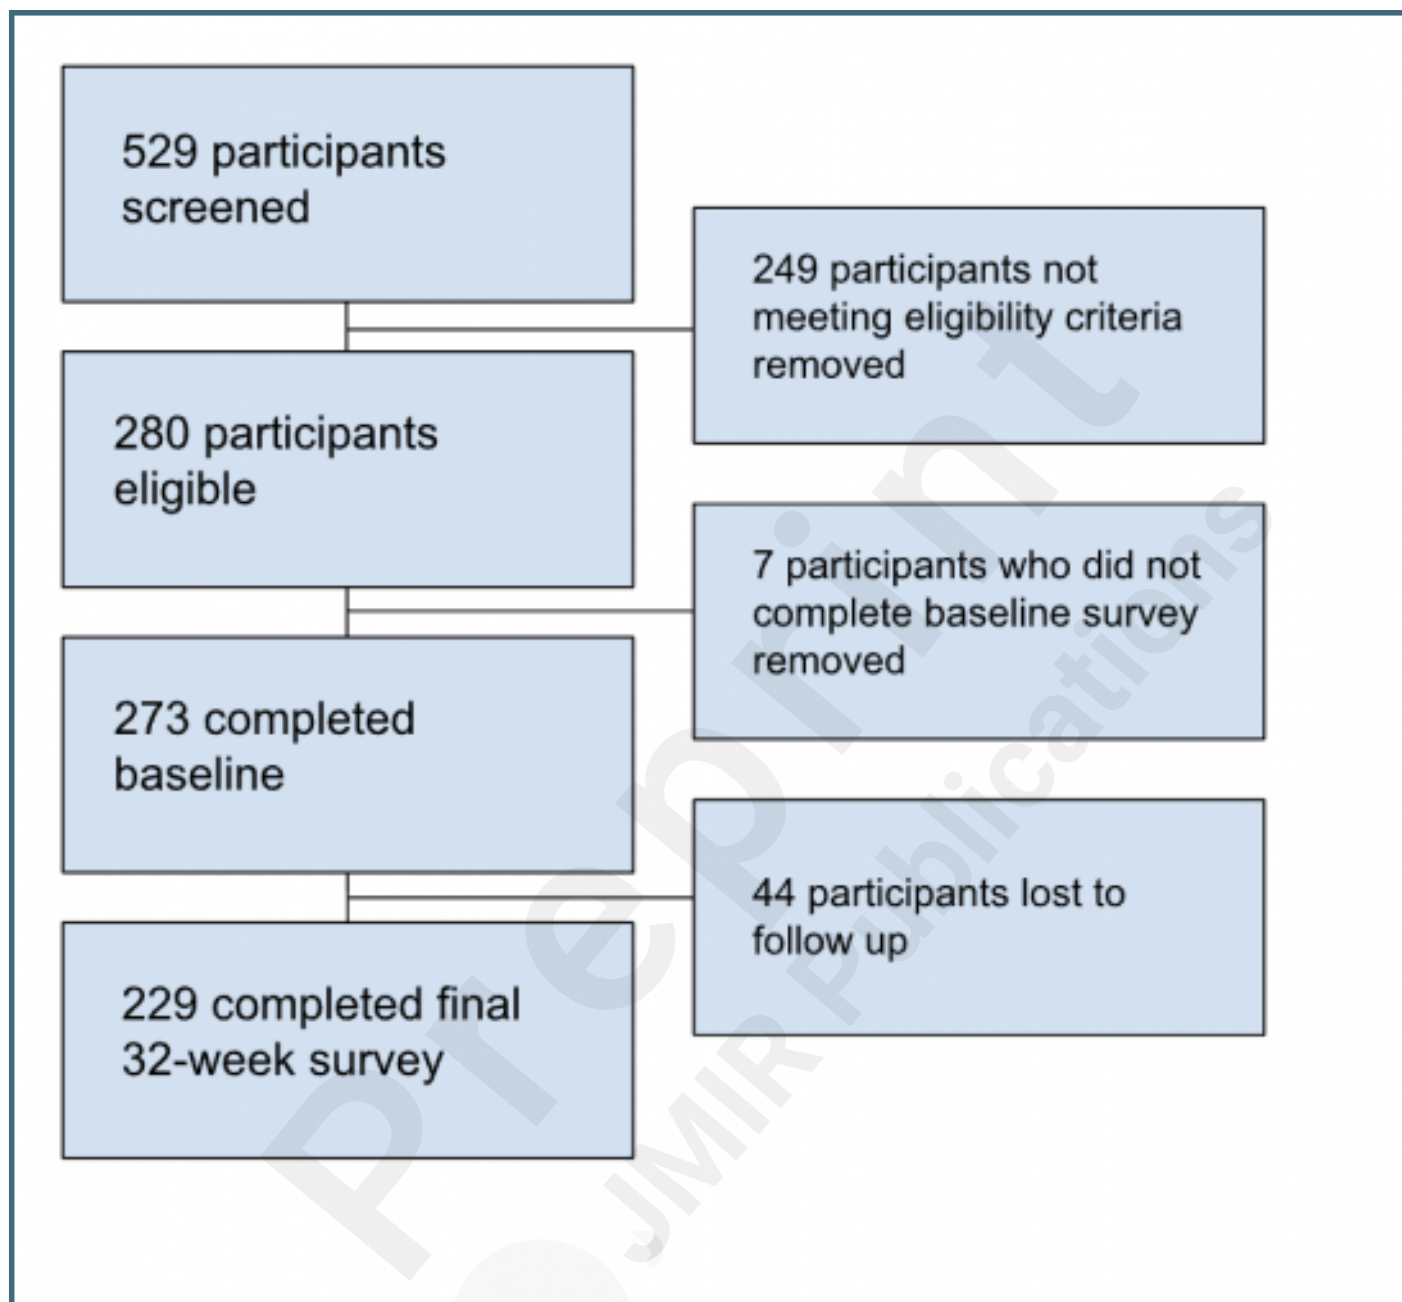 529 participants
screened
249 participants not
meeting eligibility criteria
removed
280 participants
eligible
7 participants who did not
complete baseline survey
removed
273 completed
baseline
44 participants lost to
follow up
229 completed final
32-week survey
Preprint
JMIR Publications